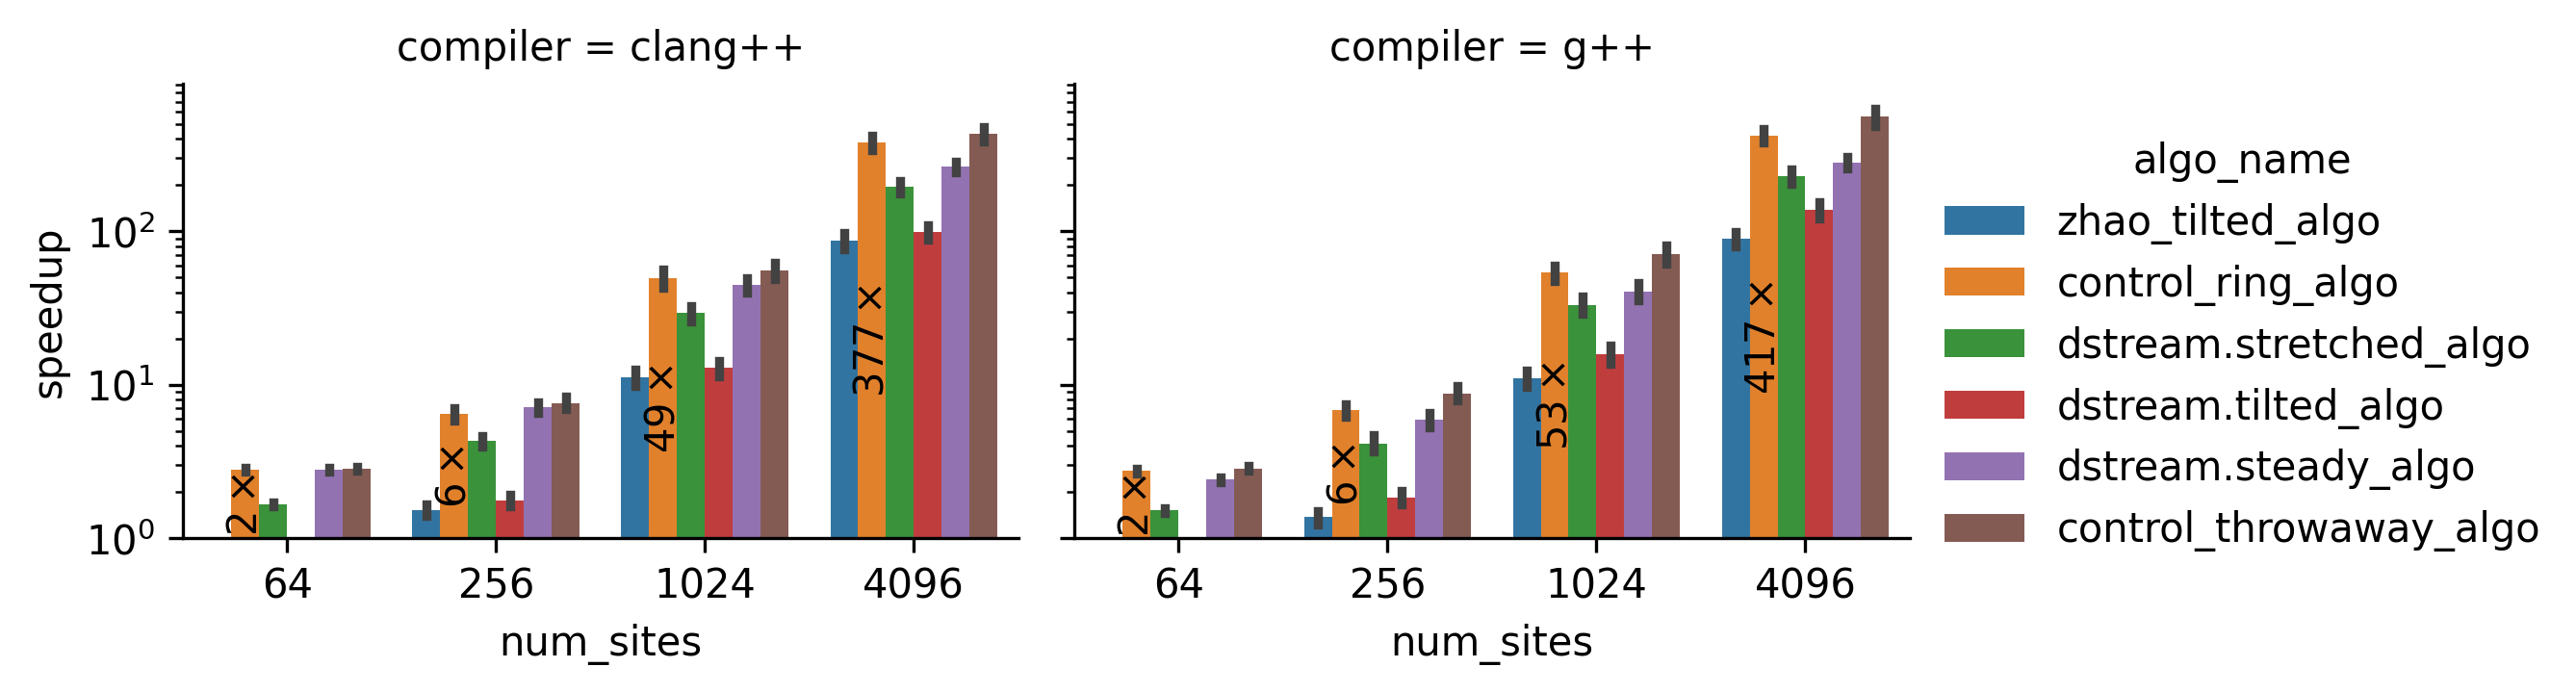 compiler = clang++
compiler = g++
speedup
10²
10¹
10⁰
2 ×
6 ×
49 ×
377 ×
2 ×
6 ×
53 ×
417 ×
64
256
1024
4096
64
256
1024
4096
num_sites
num_sites
algo_name
zhao_tilted_algo
control_ring_algo
dstream.stretched_algo
dstream.tilted_algo
dstream.steady_algo
control_throwaway_algo